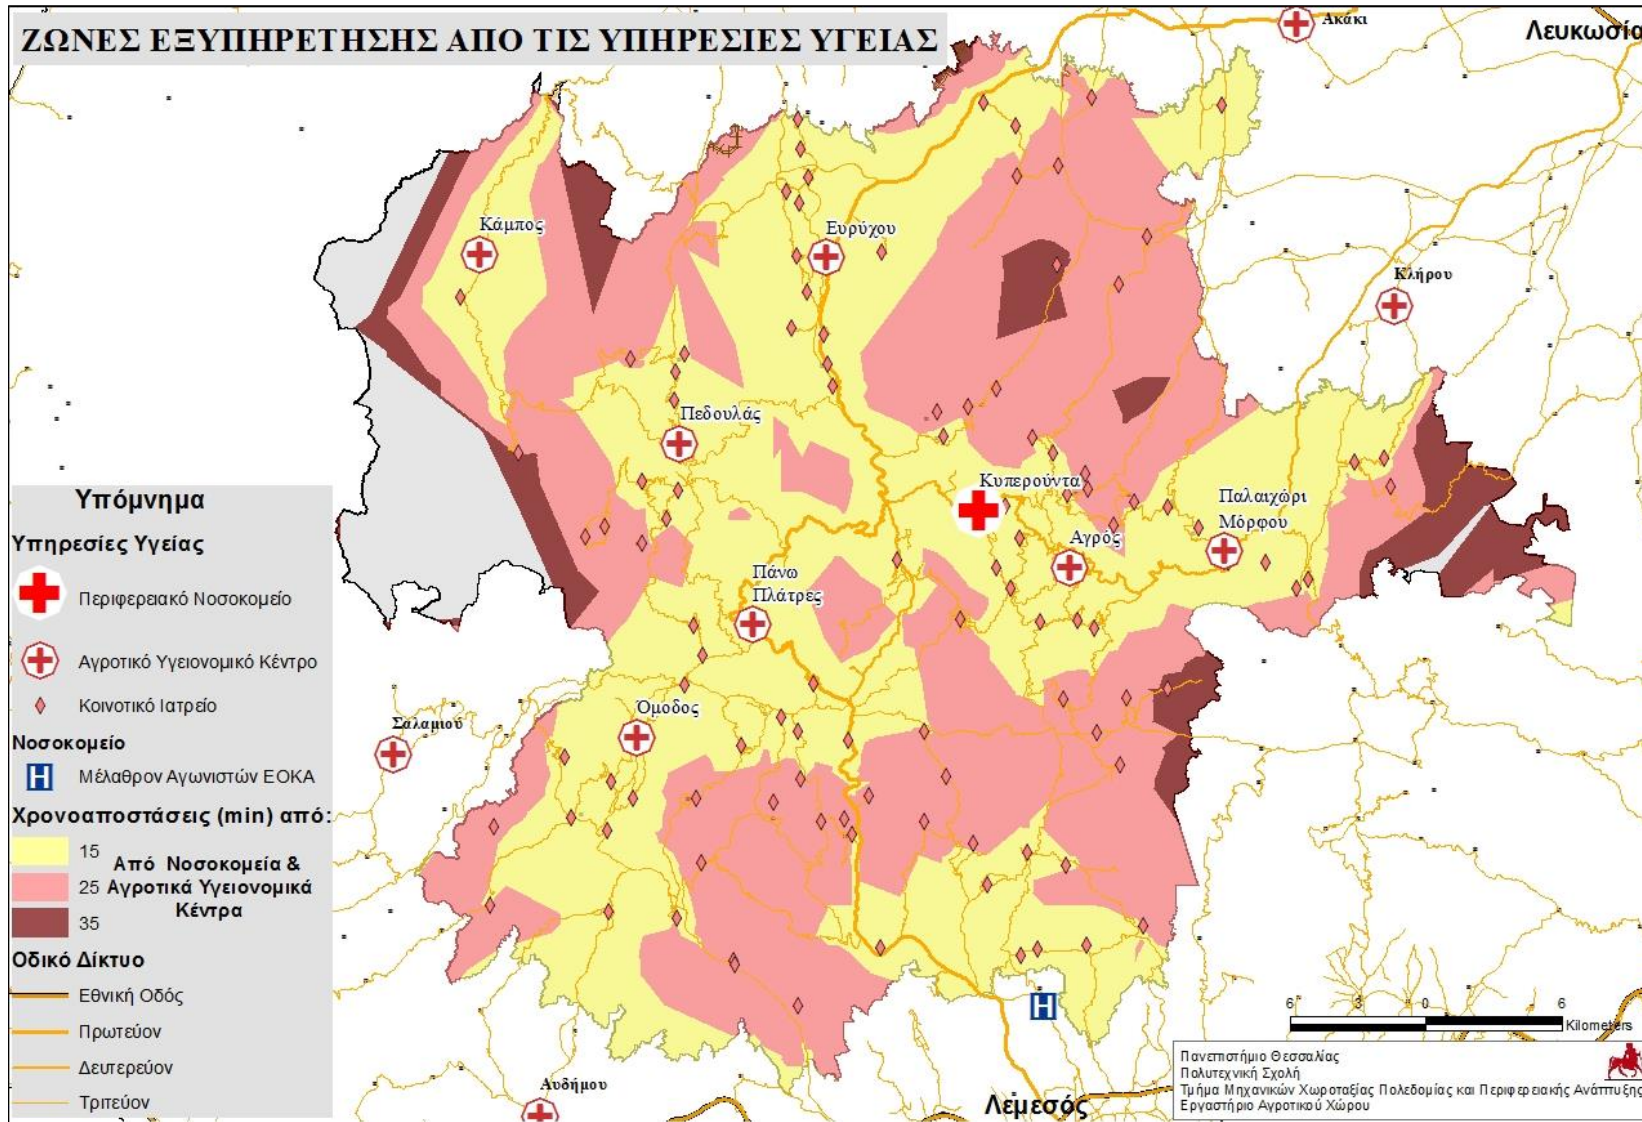 ΖΩΝΕΣ ΕΞΥΠΗΡΕΤΗΣΗΣ ΑΠΟ ΤΙΣ ΥΠΗΡΕΣΙΕΣ ΥΓΕΙΑΣ
Ακάκι
Λευκωσία
Κάμπος
Ευρύχου
Κλήρου
Πεδουλάς
Κυπερούντα
Παλαιχώρι
Μόρφου
Αγρός
Πάνω
Πλάτρες
Όμοδος
Σαλαμιού
Αυδήμου
Λεμεσός
H
Υπόμνημα
Υπηρεσίες Υγείας
Περιφερειακό Νοσοκομείο
Αγροτικό Υγειονομικό Κέντρο
Κοινοτικό Ιατρείο
Νοσοκομείο
H Μέλαθρον Αγωνιστών ΕΟΚΑ
Χρονοαποστάσεις (min) από:
15
25
35
Από Νοσοκομεία &
Αγροτικά Υγειονομικά
Κέντρα
Οδικό Δίκτυο
Εθνική Οδός
Πρωτεύον
Δευτερεύον
Τριτεύον
6 3 0 6
Kilometers
Πανεπιστήμιο Θεσσαλίας
Πολυτεχνική Σχολή
Τμήμα Μηχανικών Χωροταξίας Πολεδομίας και Περιφερειακής Ανάπτυξης
Εργαστήριο Αγροτικού Χώρου